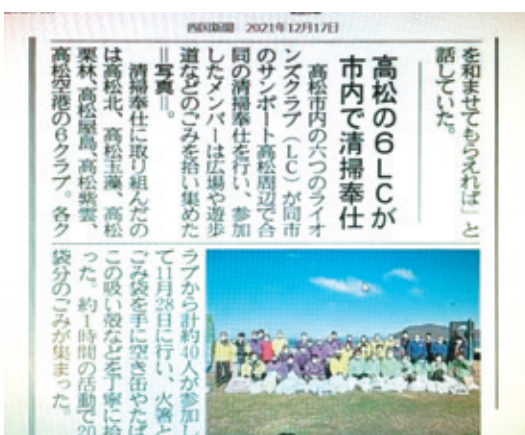 四国新聞　2021年12月17日
を和ませてもらえれば」と
話していた。
高松の6LCが
市内で清掃奉仕
高松市内の六つのライオ
ンズクラブ（LC）が同市
のサンポート高松周辺で合
同の清掃奉仕を行い、参加
したメンバーは広場や遊歩
道などのごみを拾い集めた
＝写真＝。
清掃奉仕に取り組んだの
は高松北、高松玉藻、高松
栗林、高松屋島、高松紫雲、
高松空港の6クラブ。各ク
ラブから計約40人が参加し
て11月28日に行い、火箸と
ごみ袋を手に空き缶やたば
この吸い殻などを丁寧に拾
った。約1時間の活動で20
袋分のごみが集まった。